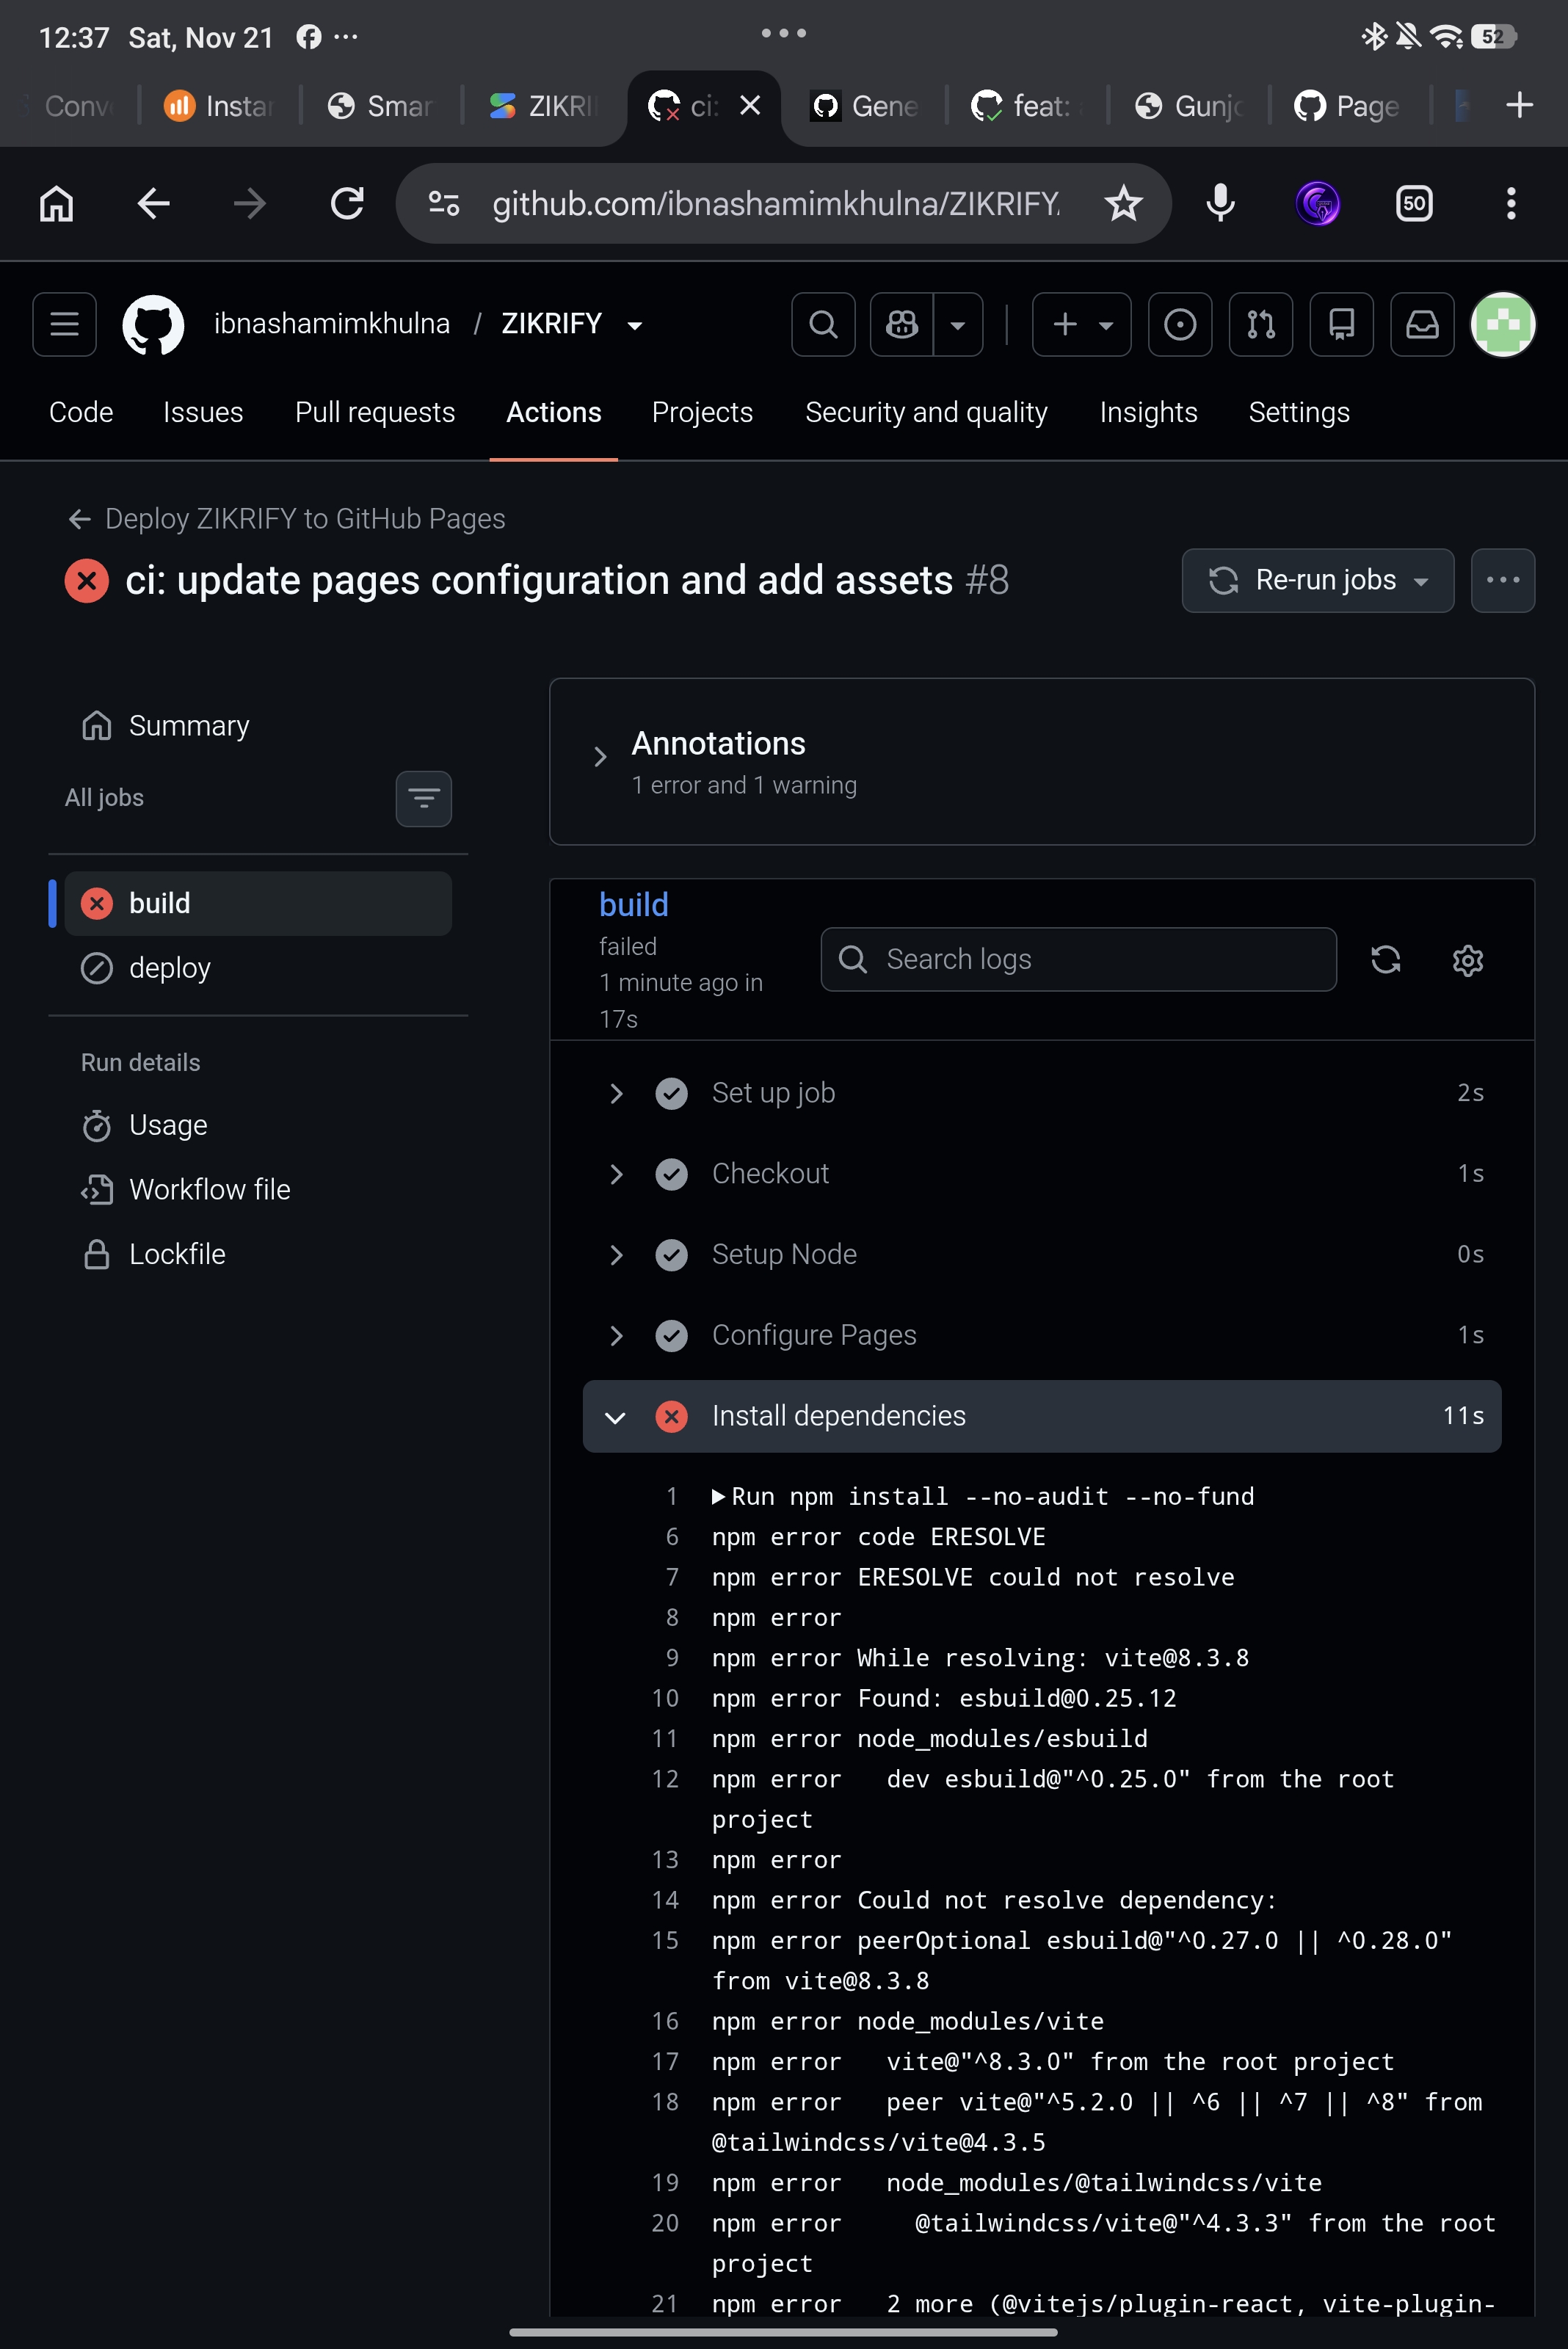 12:37 Sat, Nov 21
52
Conv
Instar
Smar
ZIKRI
ci:
Gene
feat:
Gunjo
Page
github.com/ibnashamimkhulna/ZIKRIFY
50
ibnashamimkhulna / ZIKRIFY
Code Issues Pull requests Actions Projects Security and quality Insights Settings
Deploy ZIKRIFY to GitHub Pages
ci: update pages configuration and add assets #8
Re-run jobs
Summary
All jobs
build
deploy
Run details
Usage
Workflow file
Lockfile
Annotations
1 error and 1 warning
build
failed
1 minute ago in
17s
Search logs
Set up job 2s
Checkout 1s
Setup Node 0s
Configure Pages 1s
Install dependencies 11s
1 Run npm install --no-audit --no-fund
6 npm error code ERESOLVE
7 npm error ERESOLVE could not resolve
8 npm error
9 npm error While resolving: vite@8.3.8
10 npm error Found: esbuild@0.25.12
11 npm error node_modules/esbuild
12 npm error   dev esbuild@"^0.25.0" from the root
project
13 npm error
14 npm error Could not resolve dependency:
15 npm error peerOptional esbuild@"^0.27.0 || ^0.28.0"
from vite@8.3.8
16 npm error node_modules/vite
17 npm error   vite@"^8.3.0" from the root project
18 npm error   peer vite@"^5.2.0 || ^6 || ^7 || ^8" from
@tailwindcss/vite@4.3.5
19 npm error   node_modules/@tailwindcss/vite
20 npm error     @tailwindcss/vite@"^4.3.3" from the root
project
21 npm error   2 more (@vitejs/plugin-react, vite-plugin-